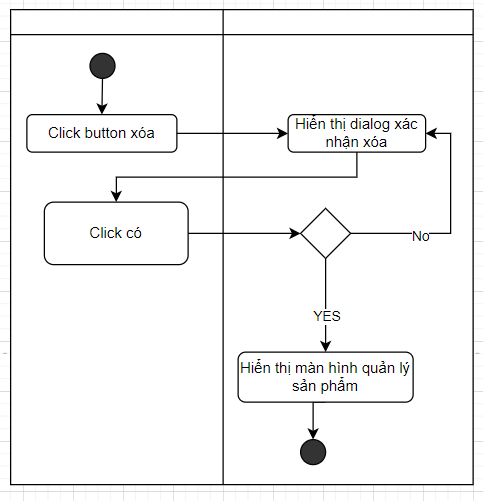 Click button xóa
Hiển thị dialog xác
nhận xóa
Click có
No
YES
Hiển thị màn hình quản lý
sản phẩm